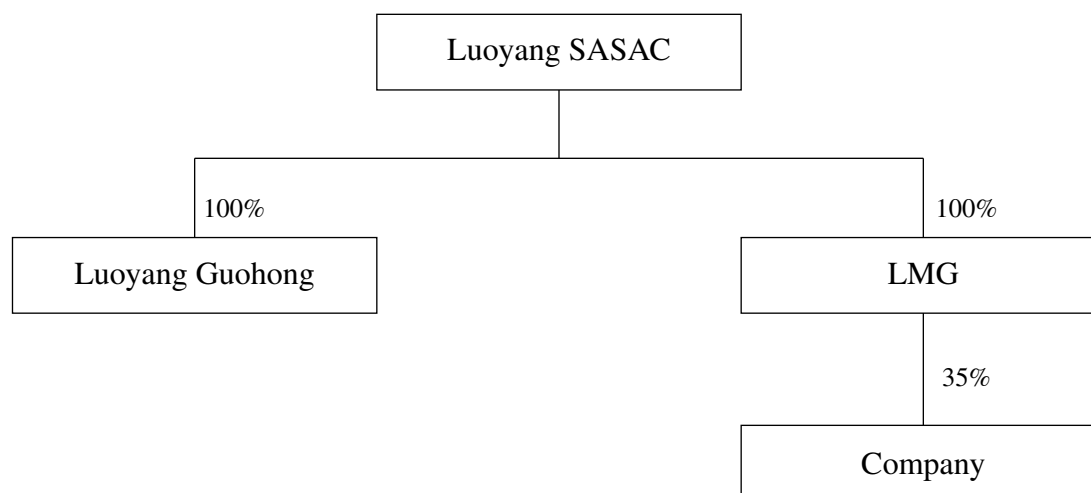 Luoyang SASAC
100%
100%
Luoyang Guohong
LMG
35%
Company